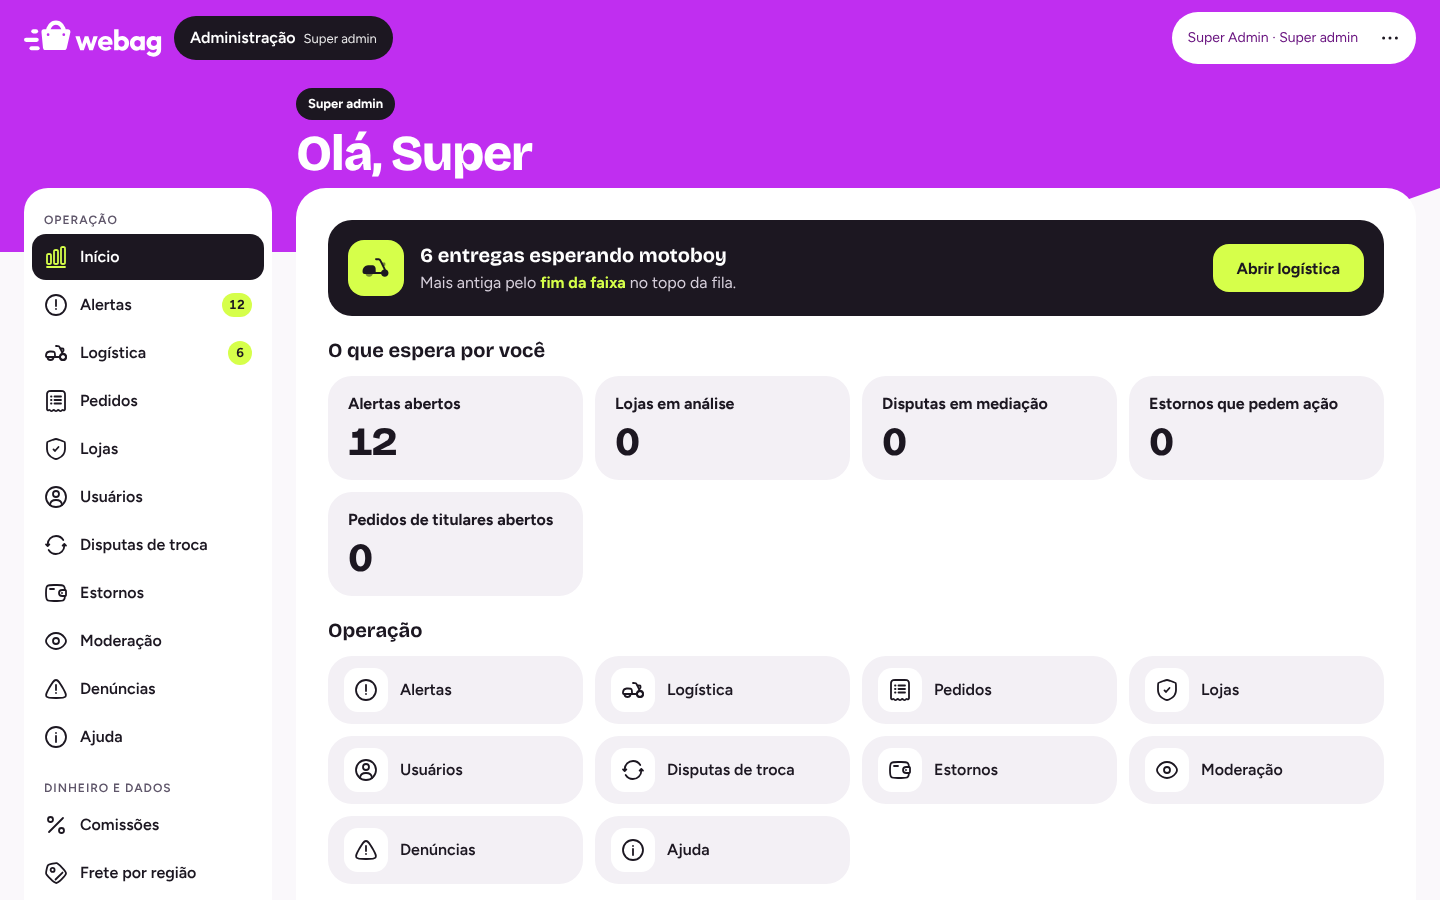 webag
Administração Super admin
Super Admin · Super admin
Super admin
Olá, Super
OPERAÇÃO
Início
Alertas 12
Logística 6
Pedidos
Lojas
Usuários
Disputas de troca
Estornos
Moderação
Denúncias
Ajuda
DINHEIRO E DADOS
Comissões
Frete por região
6 entregas esperando motoboy
Mais antiga pelo fim da faixa no topo da fila.
Abrir logística
O que espera por você
Alertas abertos
12
Lojas em análise
0
Disputas em mediação
0
Estornos que pedem ação
0
Pedidos de titulares abertos
0
Operação
Alertas
Logística
Pedidos
Lojas
Usuários
Disputas de troca
Estornos
Moderação
Denúncias
Ajuda